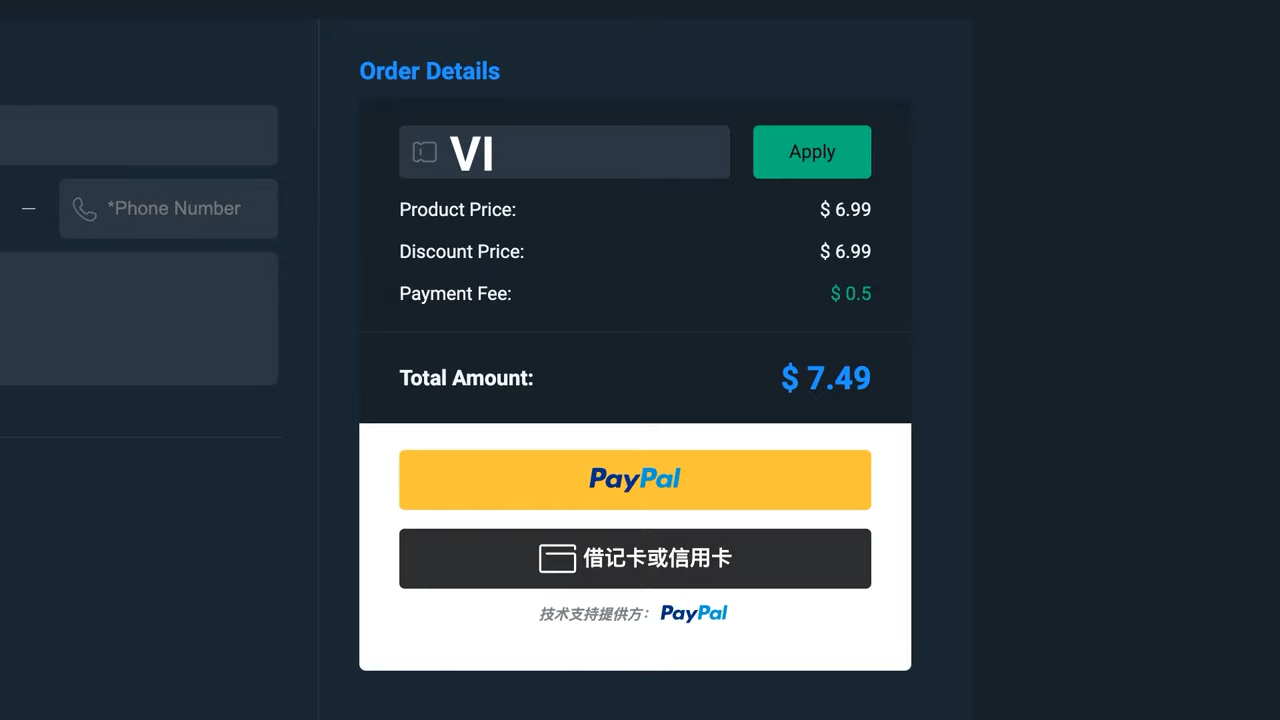 Order Details
VI
Apply
*Phone Number
Product Price:
$ 6.99
Discount Price:
$ 6.99
Payment Fee:
$ 0.5
Total Amount:
$ 7.49
PayPal
借记卡或信用卡
技术支持提供方： PayPal